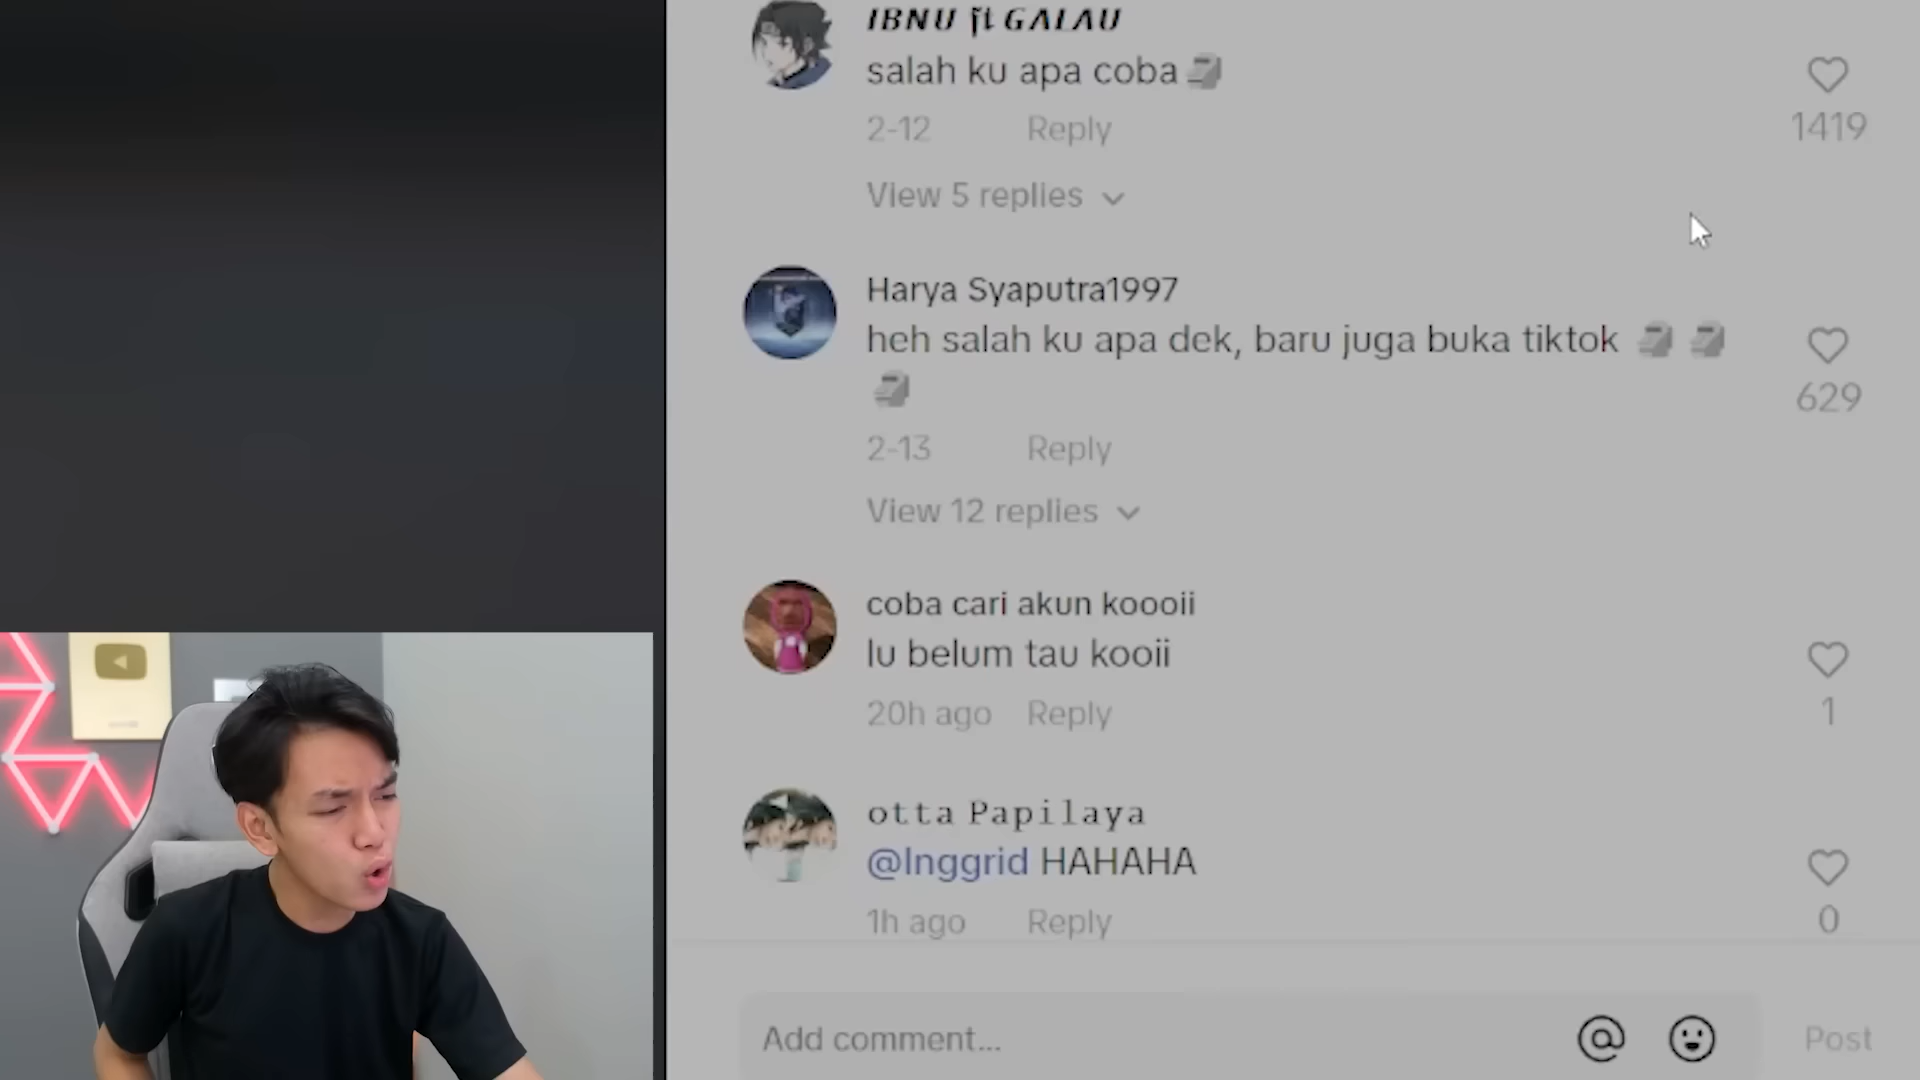 IBNU ft GALAU
salah ku apa coba🗿
2-12 Reply
1419
View 5 replies
Harya Syaputra1997
heh salah ku apa dek, baru juga buka tiktok 🗿 🗿
🗿
629
2-13 Reply
View 12 replies
coba cari akun koooii
lu belum tau kooii
20h ago Reply
1
otta Papilaya
@Inggrid HAHAHA
1h ago Reply
0
Add comment... Post